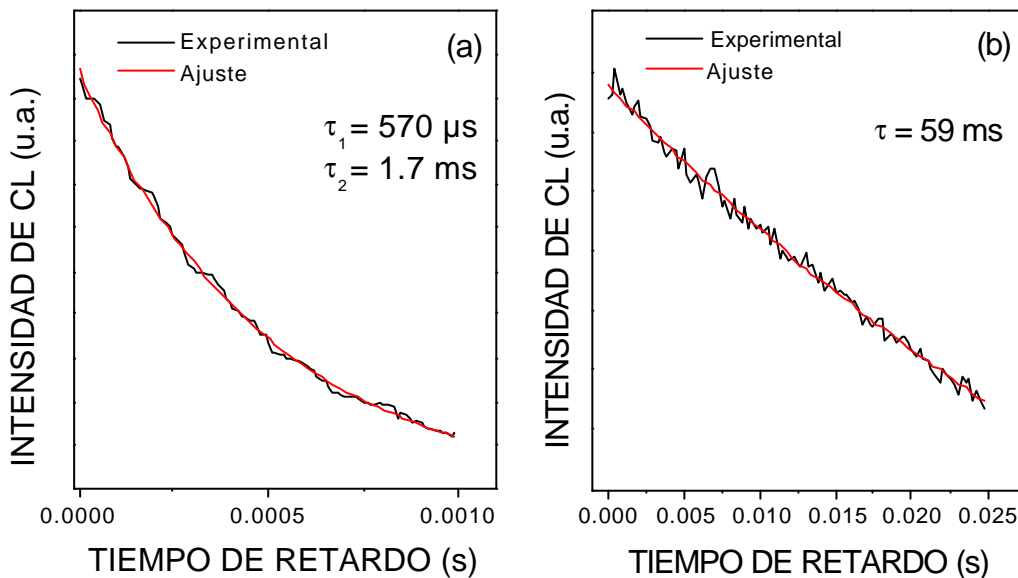 INTENSIDAD DE CL (u.a.)
Experimental
Ajuste
(a)
τ1 = 570 µs
τ2 = 1.7 ms
0.0000 0.0005 0.0010
TIEMPO DE RETARDO (s)
INTENSIDAD DE CL (u.a.)
Experimental
Ajuste
(b)
τ = 59 ms
0.000 0.005 0.010 0.015 0.020 0.025
TIEMPO DE RETARDO (s)